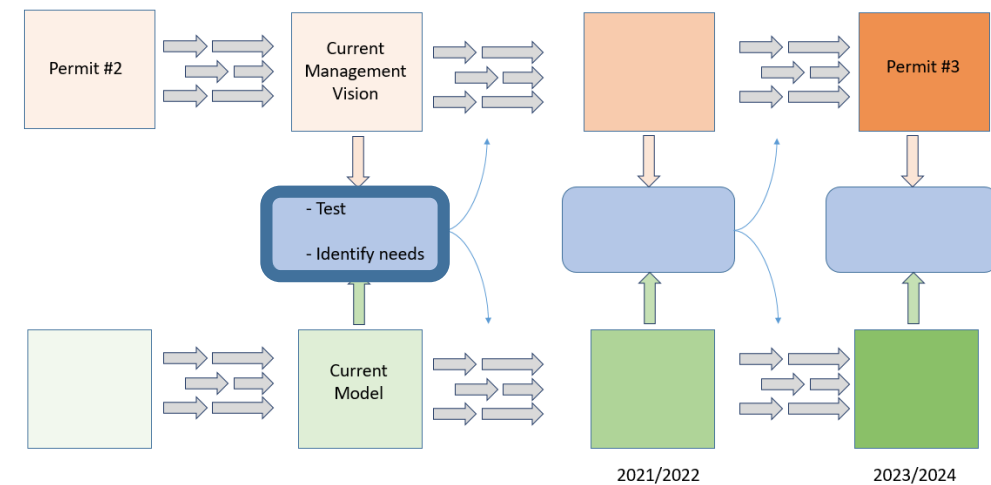 Permit #2
Current
Management
Vision
Permit #3
- Test
- Identify needs
Current
Model
2021/2022
2023/2024